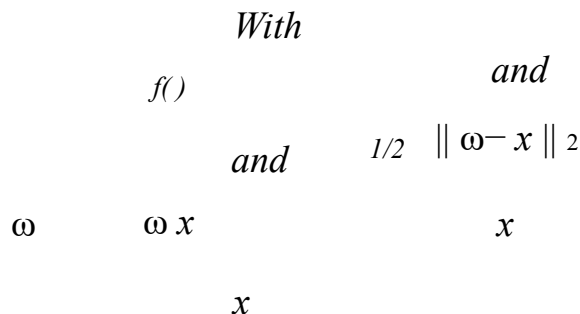 With
and
f( )
1/2 ‖ ω− x ‖ 2
and
ω ω x x
x